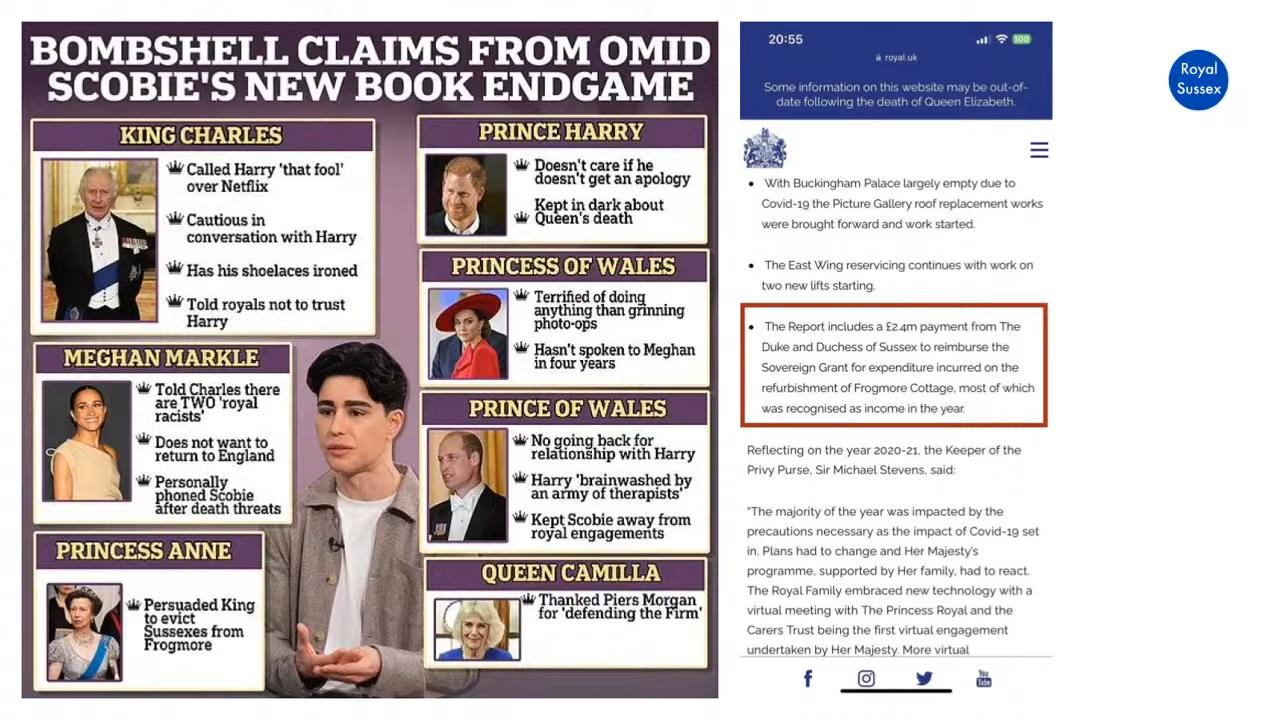 BOMBSHELL CLAIMS FROM OMID
SCOBIE'S NEW BOOK ENDGAME
KING CHARLES
Called Harry 'that fool'
over Netflix
Cautious in
conversation with Harry
Has his shoelaces ironed
Told royals not to trust
Harry
MEGHAN MARKLE
Told Charles there
are TWO 'royal
racists'
Does not want to
return to England
Personally
phoned Scobie
after death threats
PRINCESS ANNE
Persuaded King
to evict
Sussexes from
Frogmore
PRINCE HARRY
Doesn't care if he
doesn't get an apology
Kept in dark about
Queen's death
PRINCESS OF WALES
Terrified of doing
anything than grinning
photo-ops
Hasn't spoken to Meghan
in four years
PRINCE OF WALES
No going back for
relationship with Harry
Harry 'brainwashed by
an army of therapists'
Kept Scobie away from
royal engagements
QUEEN CAMILLA
Thanked Piers Morgan
for 'defending the Firm'
20:55
100
royal.uk
Some information on this website may be out-of-
date following the death of Queen Elizabeth.
• With Buckingham Palace largely empty due to
Covid-19 the Picture Gallery roof replacement works
were brought forward and work started.
• The East Wing reservicing continues with work on
two new lifts starting.
• The Report includes a £2.4m payment from The
Duke and Duchess of Sussex to reimburse the
Sovereign Grant for expenditure incurred on the
refurbishment of Frogmore Cottage, most of which
was recognised as income in the year.
Reflecting on the year 2020-21, the Keeper of the
Privy Purse, Sir Michael Stevens, said:
"The majority of the year was impacted by the
precautions necessary as the impact of Covid-19 set
in. Plans had to change and Her Majesty's
programme, supported by Her family, had to react.
The Royal Family embraced new technology with a
virtual meeting with The Princess Royal and the
Carers Trust being the first virtual engagement
undertaken by Her Majesty. More virtual
You
Tube
Royal
Sussex